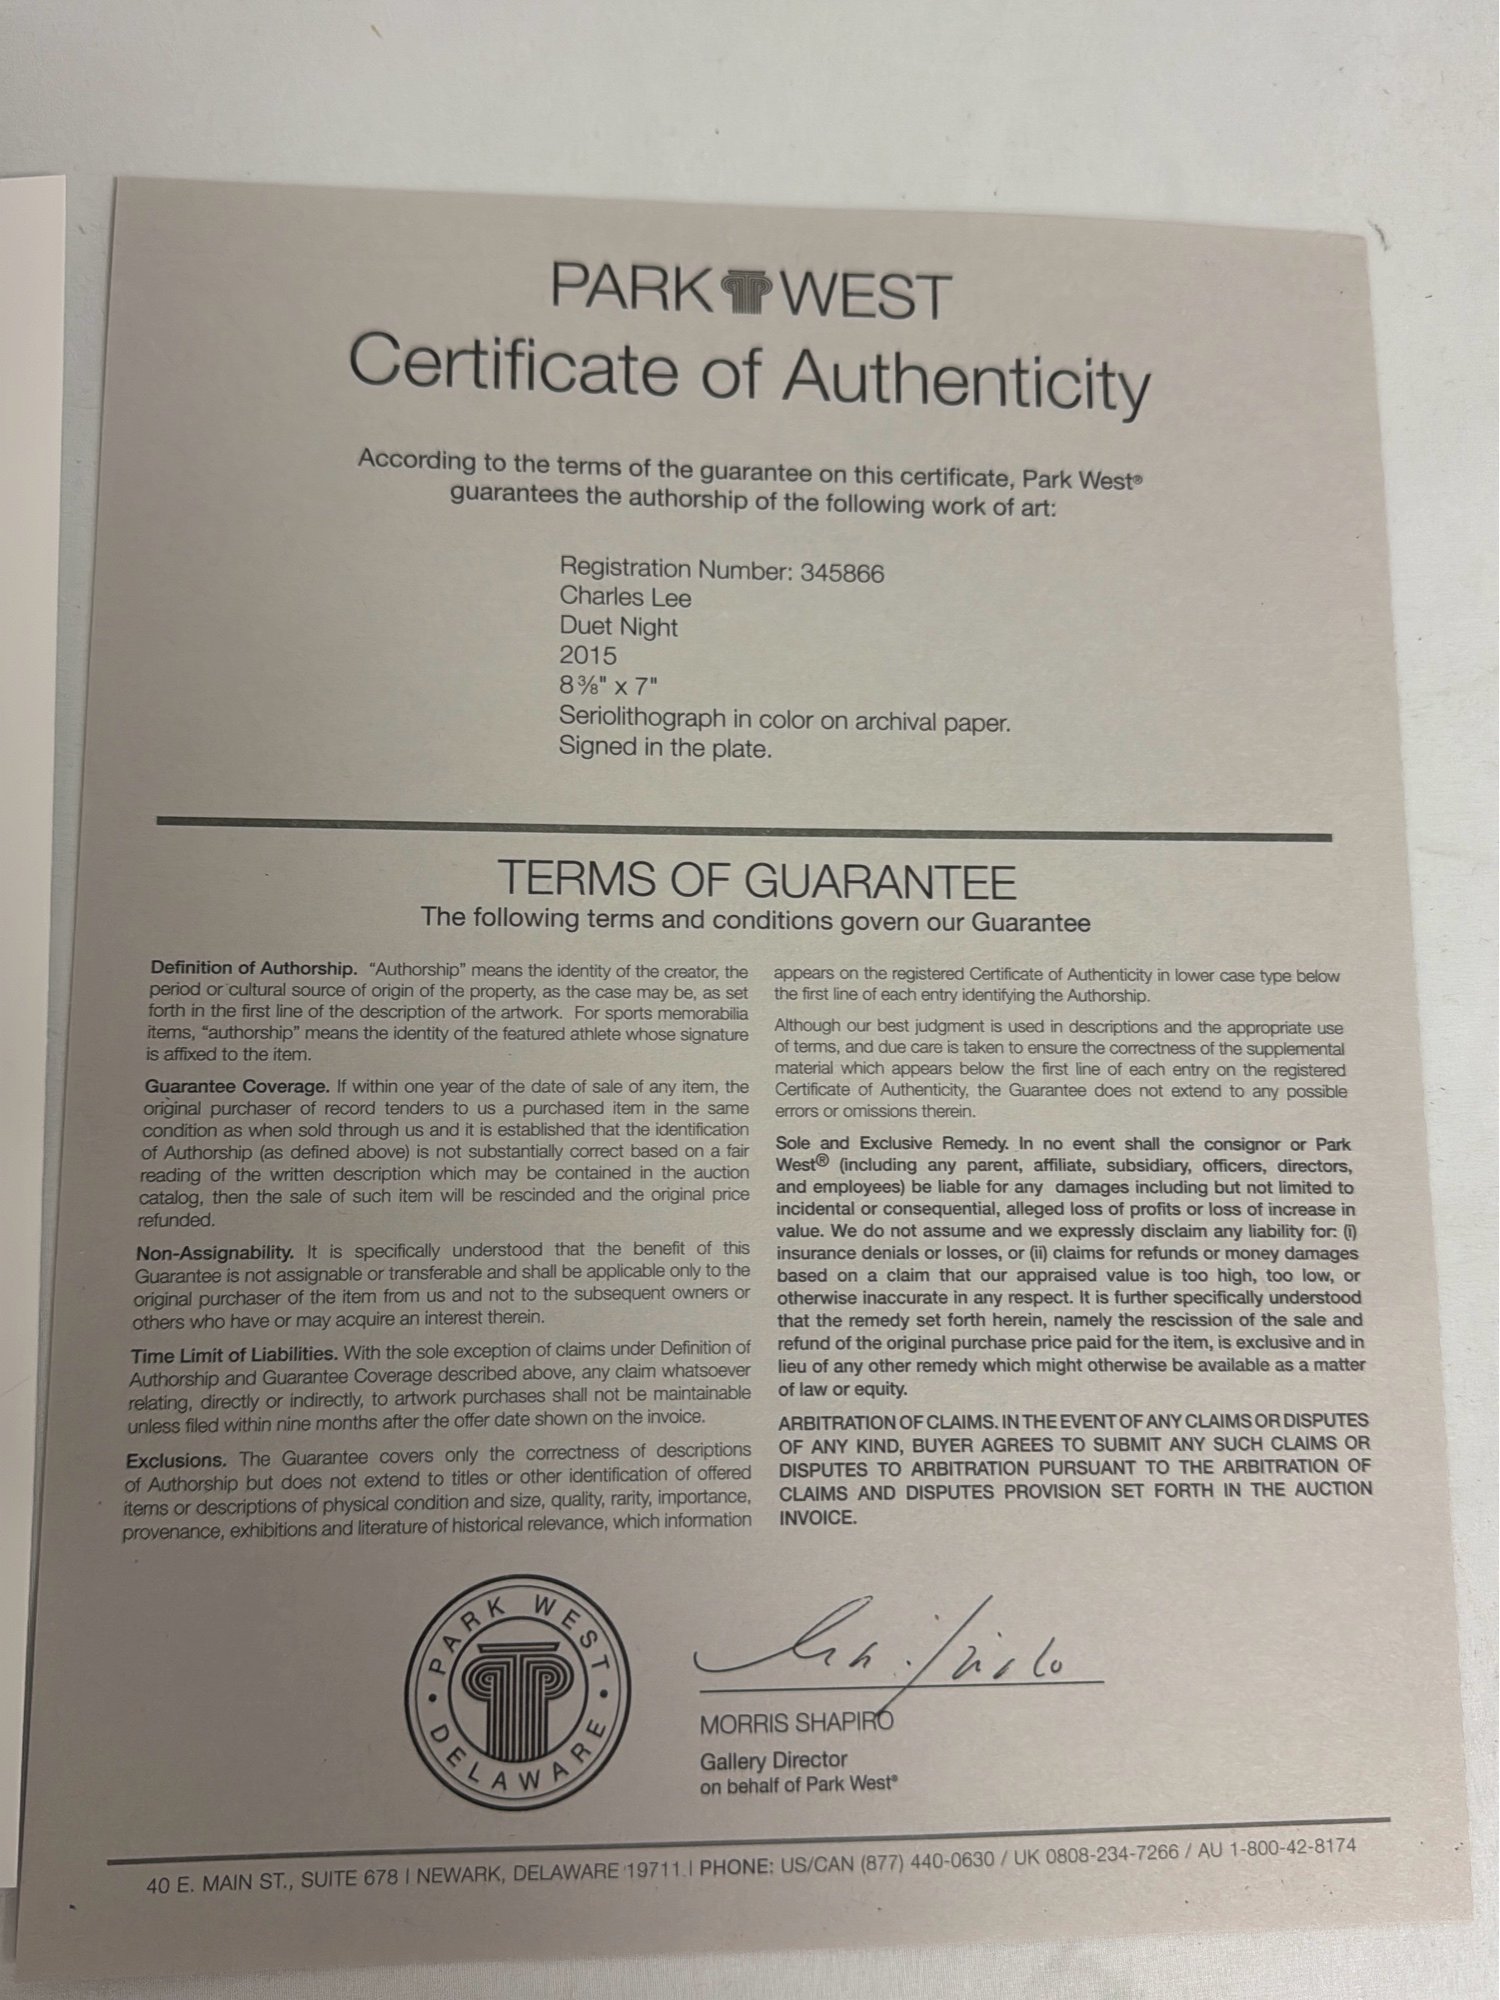 PARK WEST
Certificate of Authenticity
According to the terms of the guarantee on this certificate, Park West®
guarantees the authorship of the following work of art:
Registration Number: 345866
Charles Lee
Duet Night
2015
8⅜" x 7"
Seriolithograph in color on archival paper.
Signed in the plate.
TERMS OF GUARANTEE
The following terms and conditions govern our Guarantee
Definition of Authorship. “Authorship” means the identity of the creator, the
period or cultural source of origin of the property, as the case may be, as set
forth in the first line of the description of the artwork. For sports memorabilia
items, “authorship” means the identity of the featured athlete whose signature
is affixed to the item.
Guarantee Coverage. If within one year of the date of sale of any item, the
original purchaser of record tenders to us a purchased item in the same
condition as when sold through us and it is established that the identification
of Authorship (as defined above) is not substantially correct based on a fair
reading of the written description which may be contained in the auction
catalog, then the sale of such item will be rescinded and the original price
refunded.
Non-Assignability. It is specifically understood that the benefit of this
Guarantee is not assignable or transferable and shall be applicable only to the
original purchaser of the item from us and not to the subsequent owners or
others who have or may acquire an interest therein.
Time Limit of Liabilities. With the sole exception of claims under Definition of
Authorship and Guarantee Coverage described above, any claim whatsoever
relating, directly or indirectly, to artwork purchases shall not be maintainable
unless filed within nine months after the offer date shown on the invoice.
Exclusions. The Guarantee covers only the correctness of descriptions
of Authorship but does not extend to titles or other identification of offered
items or descriptions of physical condition and size, quality, rarity, importance,
provenance, exhibitions and literature of historical relevance, which information
appears on the registered Certificate of Authenticity in lower case type below
the first line of each entry identifying the Authorship.
Although our best judgment is used in descriptions and the appropriate use
of terms, and due care is taken to ensure the correctness of the supplemental
material which appears below the first line of each entry on the registered
Certificate of Authenticity, the Guarantee does not extend to any possible
errors or omissions therein.
Sole and Exclusive Remedy. In no event shall the consignor or Park
West® (including any parent, affiliate, subsidiary, officers, directors,
and employees) be liable for any damages including but not limited to
incidental or consequential, alleged loss of profits or loss of increase in
value. We do not assume and we expressly disclaim any liability for: (i)
insurance denials or losses, or (ii) claims for refunds or money damages
based on a claim that our appraised value is too high, too low, or
otherwise inaccurate in any respect. It is further specifically understood
that the remedy set forth herein, namely the rescission of the sale and
refund of the original purchase price paid for the item, is exclusive and in
lieu of any other remedy which might otherwise be available as a matter
of law or equity.
ARBITRATION OF CLAIMS. IN THE EVENT OF ANY CLAIMS OR DISPUTES
OF ANY KIND, BUYER AGREES TO SUBMIT ANY SUCH CLAIMS OR
DISPUTES TO ARBITRATION PURSUANT TO THE ARBITRATION OF
CLAIMS AND DISPUTES PROVISION SET FORTH IN THE AUCTION
INVOICE.
PARK WEST
DELAWARE
MORRIS SHAPIRO
Gallery Director
on behalf of Park West®
40 E. MAIN ST., SUITE 678 | NEWARK, DELAWARE 19711 | PHONE: US/CAN (877) 440-0630 / UK 0808-234-7266 / AU 1-800-42-8174